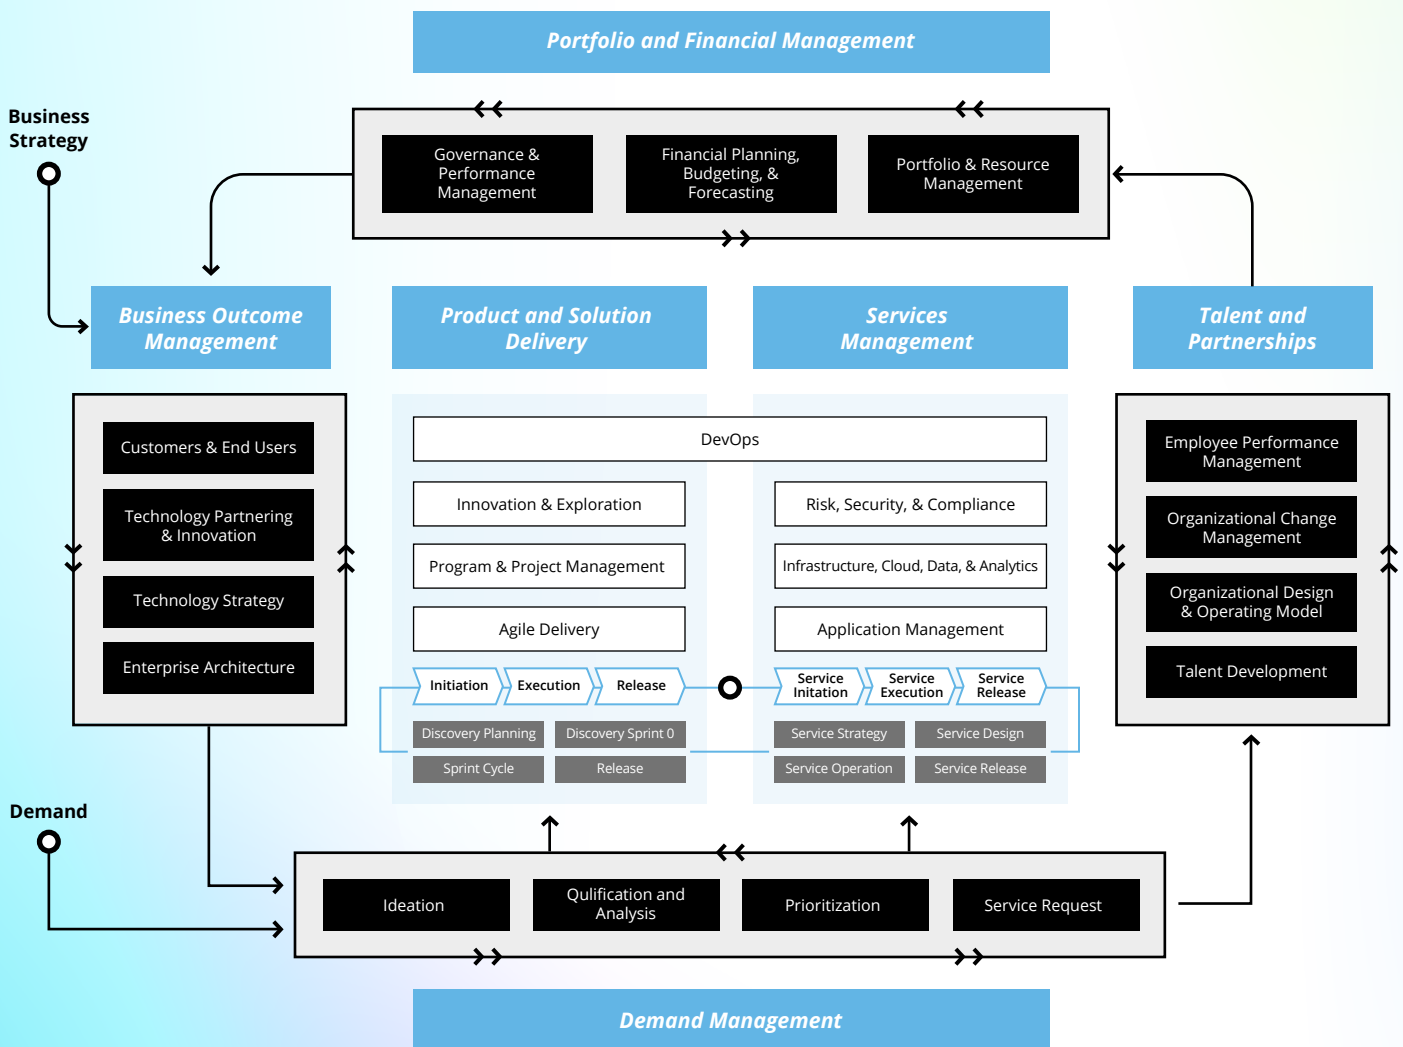 Portfolio and Financial Management
Business
Strategy
Governance &
Performance
Management
Financial Planning,
Budgeting, &
Forecasting
Portfolio & Resource
Management
Business Outcome
Management
Product and Solution
Delivery
Services
Management
Talent and
Partnerships
Customers & End Users
Technology Partnering
& Innovation
Technology Strategy
Enterprise Architecture
DevOps
Innovation & Exploration
Program & Project Management
Agile Delivery
Risk, Security, & Compliance
Infrastructure, Cloud, Data, & Analytics
Application Management
Initiation
Execution
Release
Service
Initation
Service
Execution
Service
Release
Discovery Planning
Discovery Sprint 0
Sprint Cycle
Release
Service Strategy
Service Design
Service Operation
Service Release
Employee Performance
Management
Organizational Change
Management
Organizational Design
& Operating Model
Talent Development
Demand
Ideation
Qulification and
Analysis
Prioritization
Service Request
Demand Management